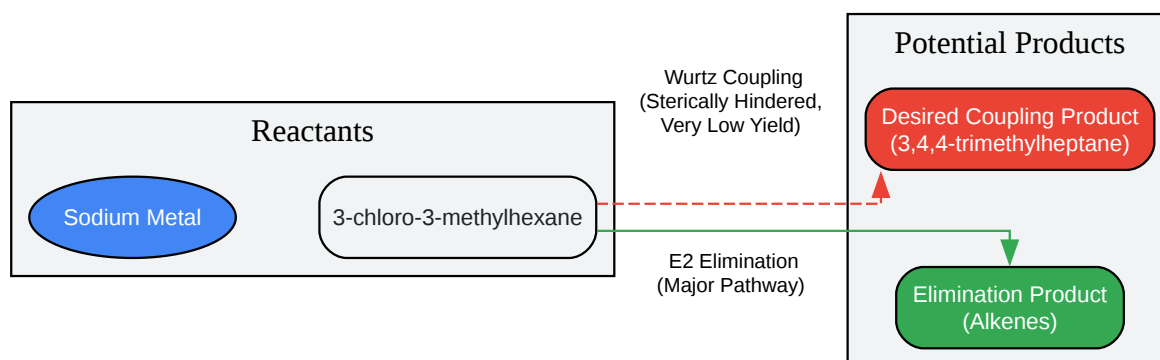 Potential Products
Wurtz Coupling
(Sterically Hindered,
Very Low Yield)
Desired Coupling Product
(3,4,4-trimethylheptane)
Reactants
Sodium Metal
3-chloro-3-methylhexane
E2 Elimination
(Major Pathway)
Elimination Product
(Alkenes)